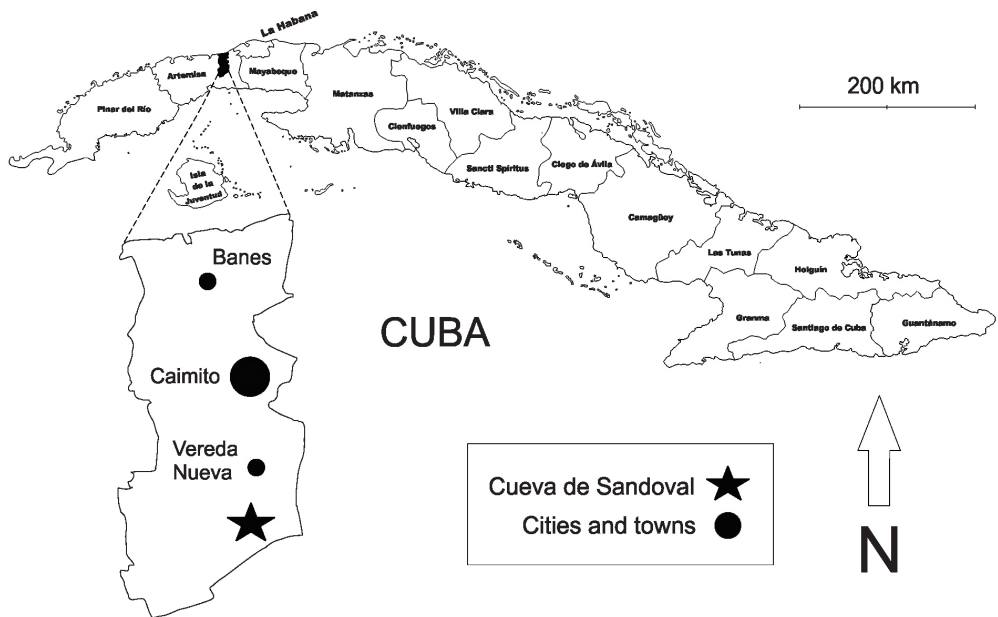 La Habana
Artemisa
Mayabeque
Pinar del Río
Matanzas
Villa Clara
Cienfuegos
Sancti Spíritus
Ciego de Ávila
Isla
de la
Juventud
Camagüey
Las Tunas
Holguín
Granma
Santiago de Cuba
Guantánamo
200 km
Banes
CUBA
Caimito
Vereda
Nueva
Cueva de Sandoval
Cities and towns
N